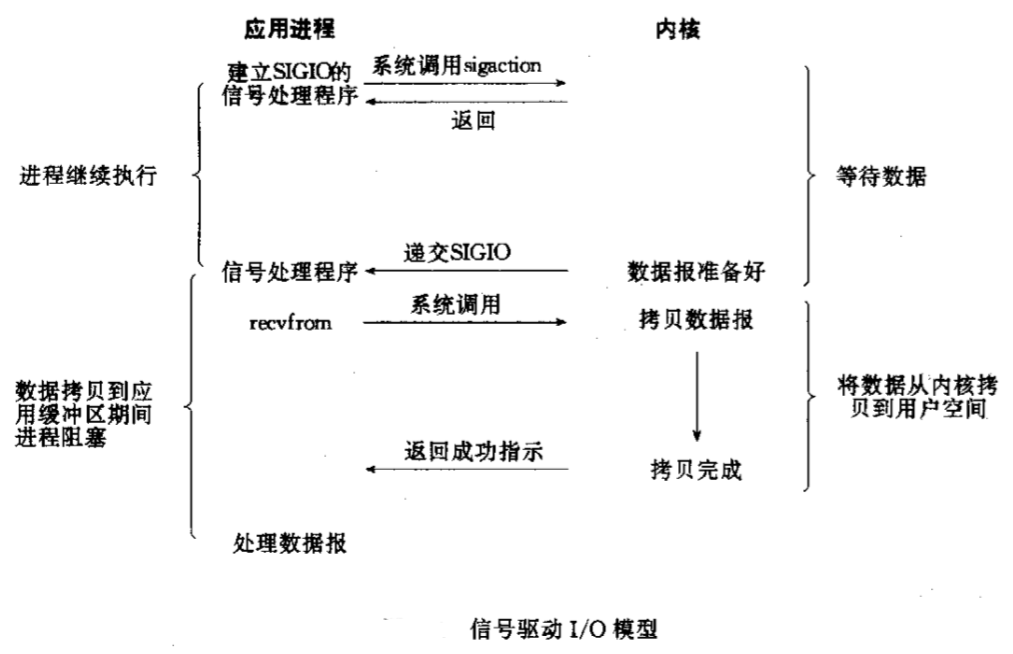 应用进程
内核
建立SIGIO的
信号处理程序
系统调用sigaction
返回
进程继续执行
等待数据
递交SIGIO
信号处理程序
数据报准备好
系统调用
recvfrom
拷贝数据报
数据拷贝到应
用缓冲区期间
进程阻塞
将数据从内核拷
贝到用户空间
返回成功指示
拷贝完成
处理数据报
信号驱动 I/O 模型